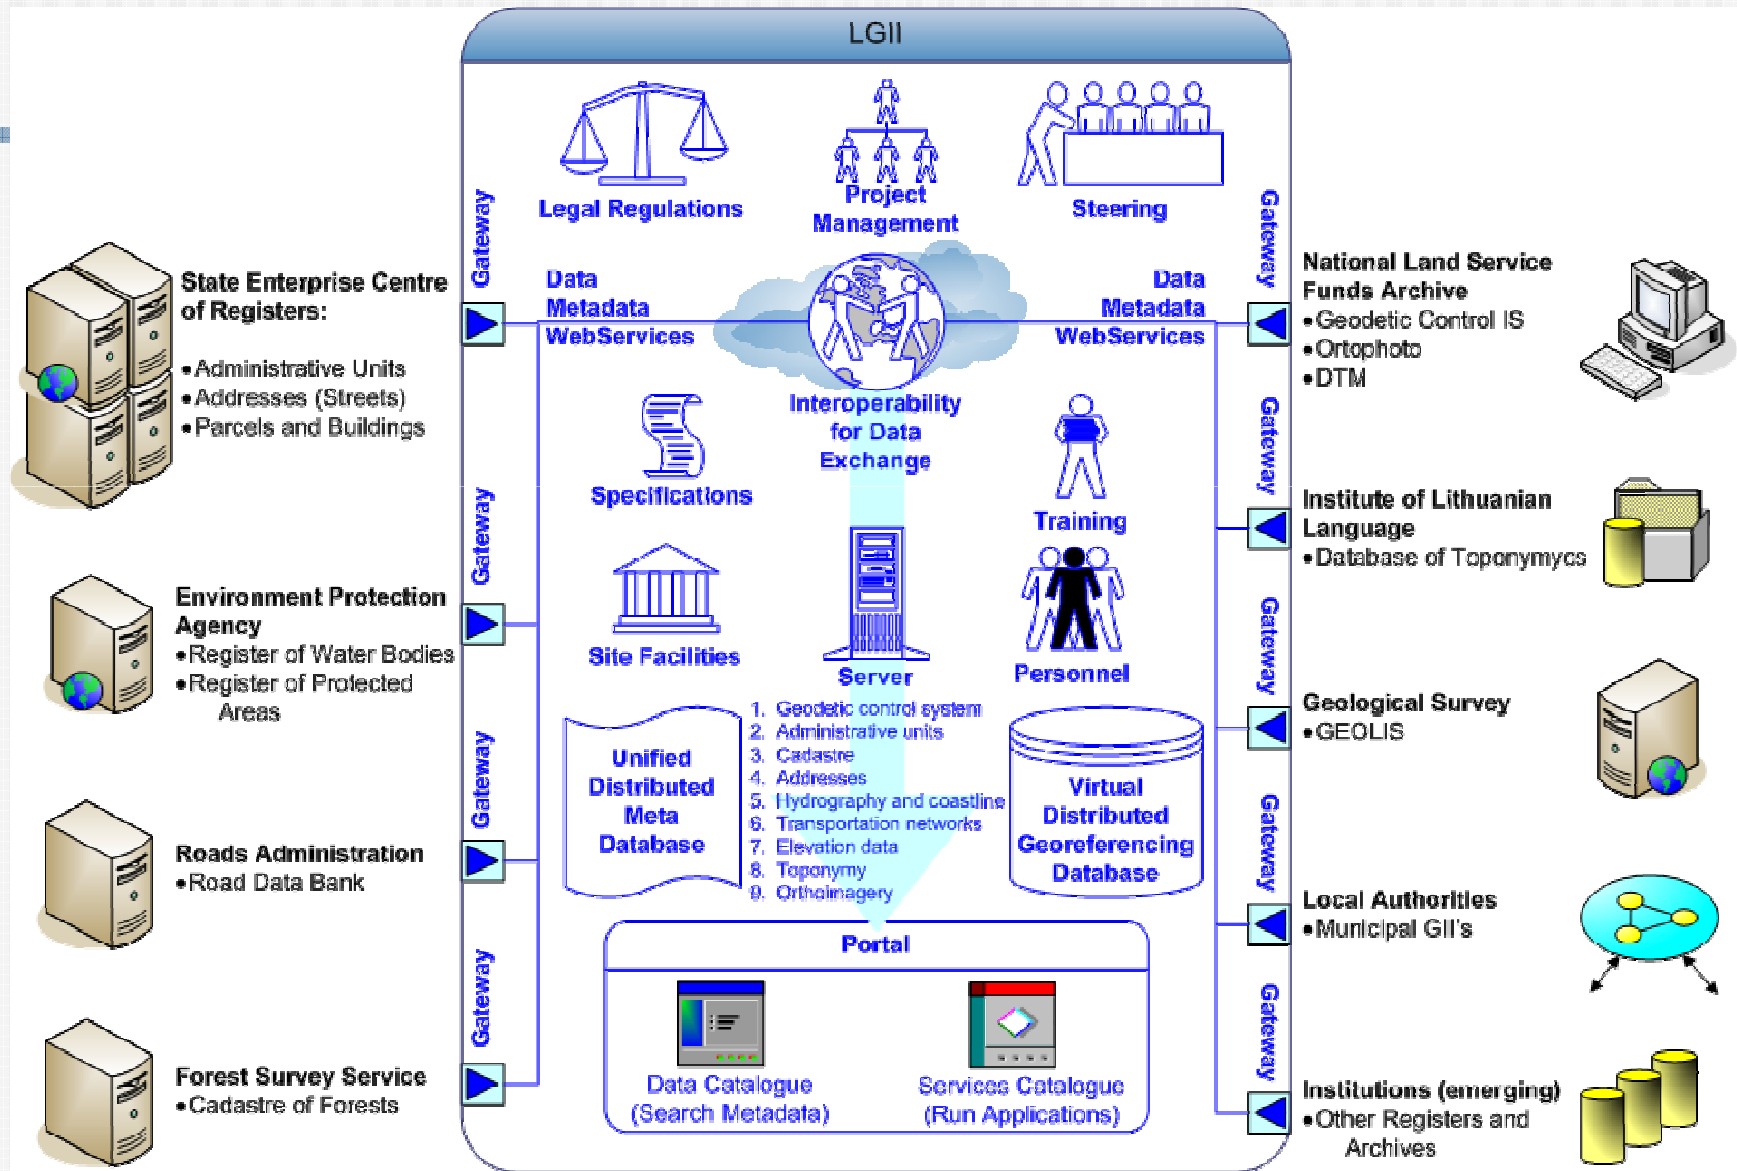 LGII
Legal Regulations
Project
Management
Steering
Gateway
Gateway
Data
Metadata
WebServices
Data
Metadata
WebServices
State Enterprise Centre
of Registers:
•Administrative Units
•Addresses (Streets)
•Parcels and Buildings
Gateway
Environment Protection
Agency
•Register of Water Bodies
•Register of Protected
Areas
Gateway
Roads Administration
•Road Data Bank
Gateway
Forest Survey Service
•Cadastre of Forests
Interoperability
for Data
Exchange
Specifications
Training
Site Facilities
Server
Personnel
Unified
Distributed
Meta
Database
1. Geodetic control system
2. Administrative units
3. Cadastre
4. Addresses
5. Hydrography and coastline
6. Transportation networks
7. Elevation data
8. Toponymy
9. Orthoimagery
Virtual
Distributed
Georeferencing
Database
Portal
Data Catalogue
(Search Metadata)
Services Catalogue
(Run Applications)
National Land Service
Funds Archive
•Geodetic Control IS
•Ortophoto
•DTM
Gateway
Institute of Lithuanian
Language
•Database of Toponymycs
Gateway
Geological Survey
•GEOLIS
Gateway
Local Authorities
•Municipal GII's
Gateway
Institutions (emerging)
•Other Registers and
Archives